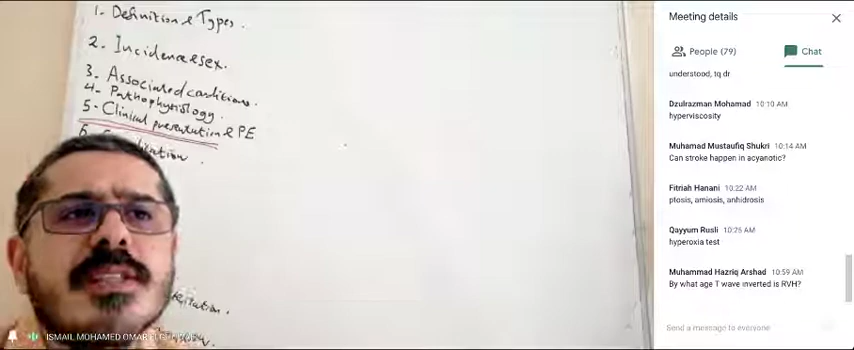 1- Definition & Types.
2- Incidence & sex.
3- Associated conditions.
4- Pathophysiology.
5- Clinical presentation & PE
6-
ISMAIL MOHAMED OMAR
Meeting details
People (79)
Chat
understood, tq dr
Dzulrazman Mohamad 10:10 AM
hyperviscosity
Muhamad Mustaufiq Shukri 10:14 AM
Can stroke happen in acyanotic?
Fitriah Hanani 10:22 AM
ptosis, amiosis, anhidrosis
Qayyum Rusli 10:25 AM
hyperoxia test
Muhammad Hazriq Arshad 10:59 AM
By what age T wave inverted is RVH?
Send a message to everyone